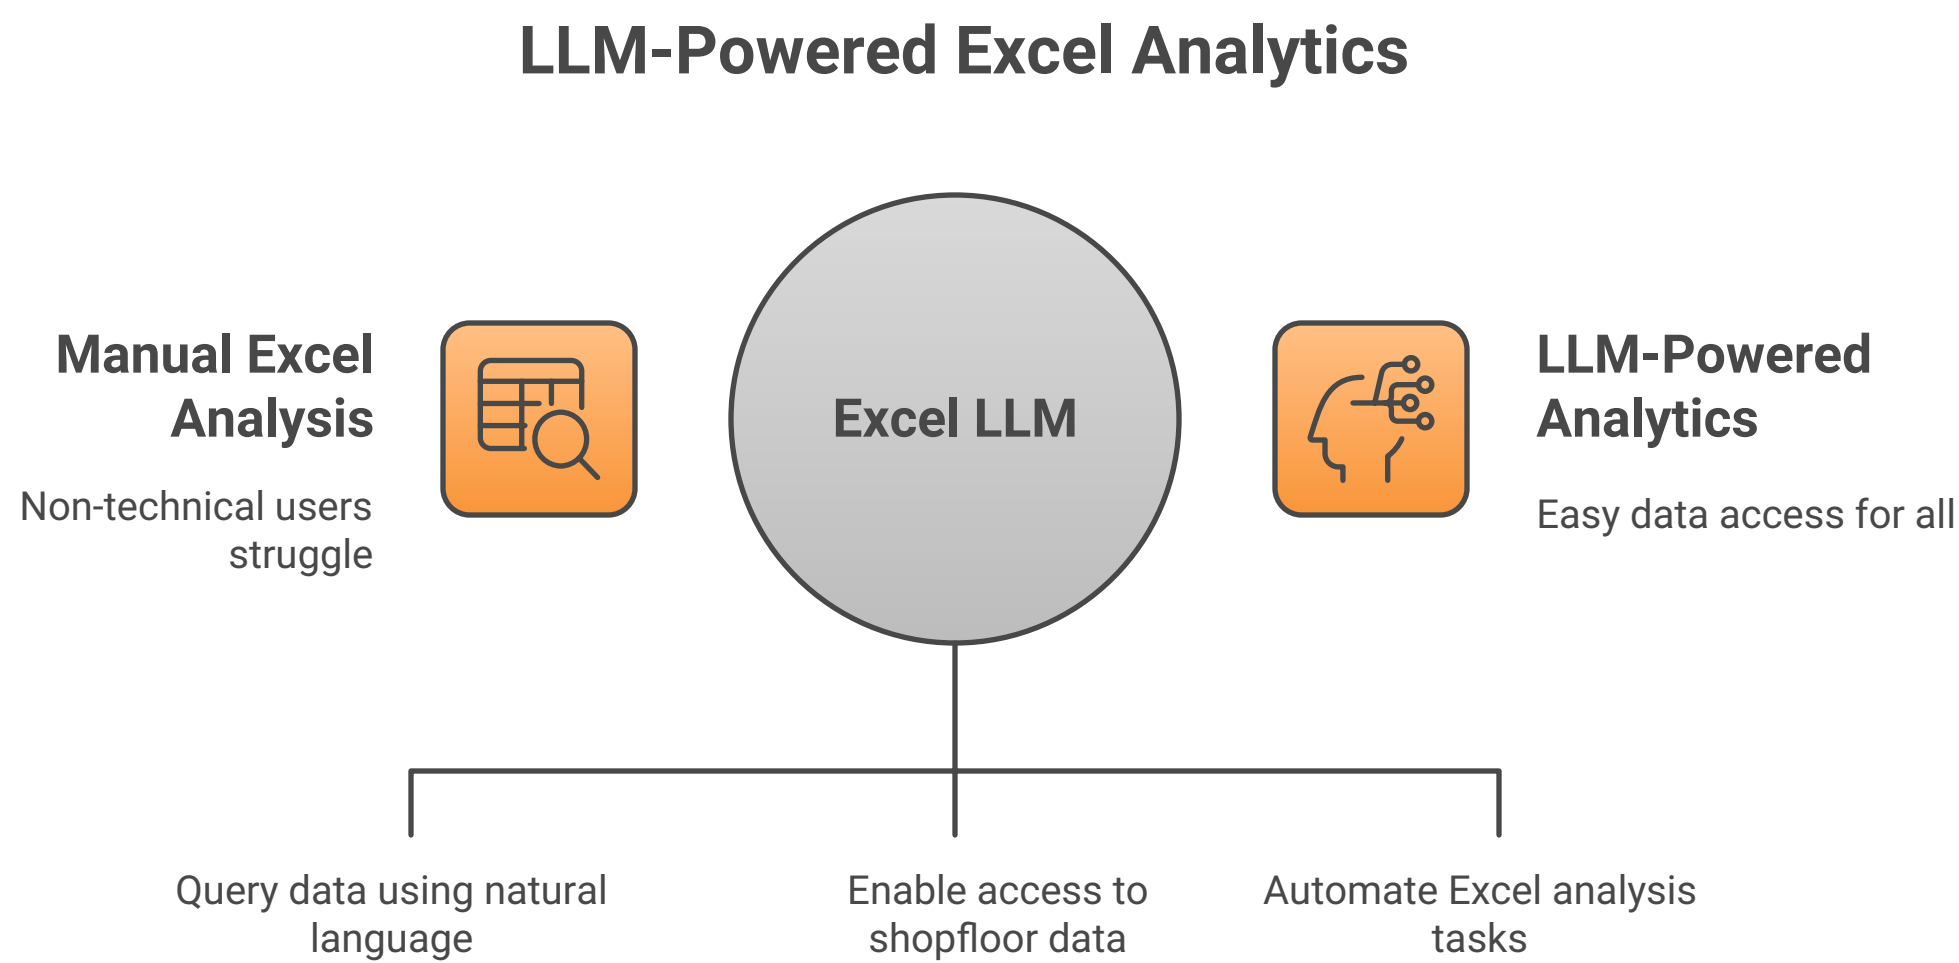 LLM-Powered Excel Analytics
Manual Excel
Analysis
Non-technical users
struggle
Excel LLM
LLM-Powered
Analytics
Easy data access for all
Query data using natural
language
Enable access to
shopfloor data
Automate Excel analysis
tasks